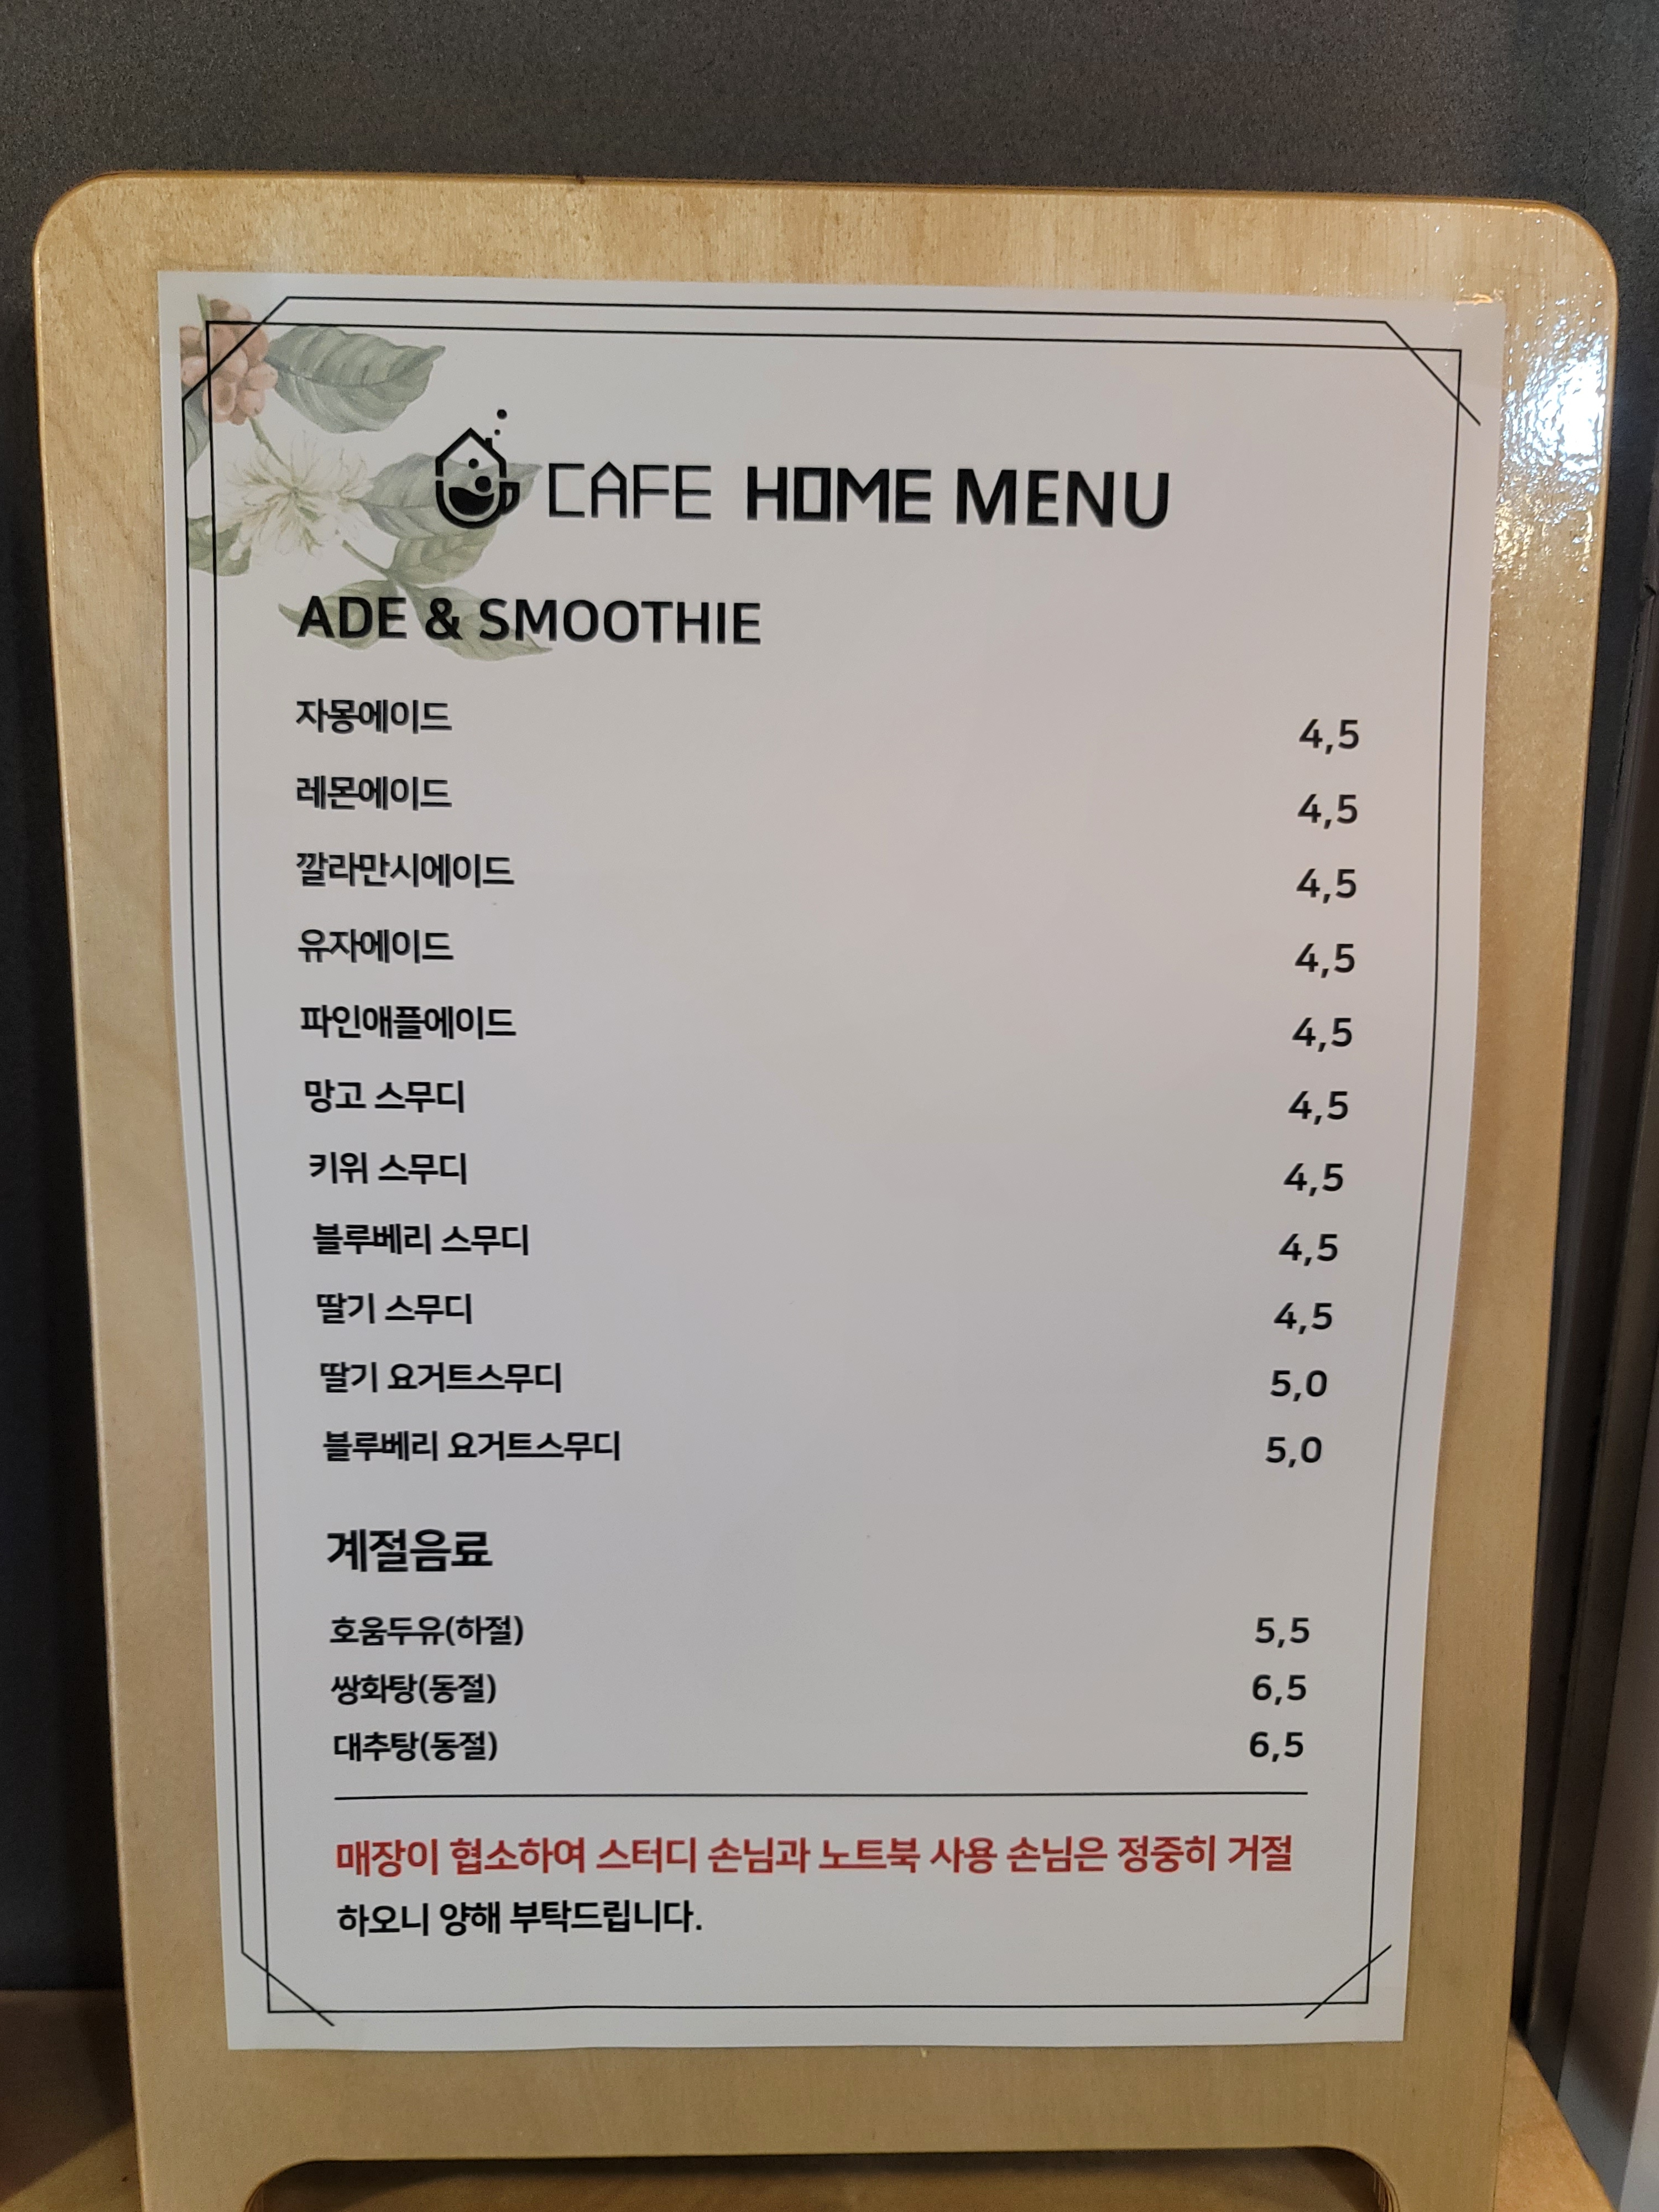 CAFE HOME MENU
ADE & SMOOTHIE
자몽에이드 4,5
레몬에이드 4,5
깔라만시에이드 4,5
유자에이드 4,5
파인애플에이드 4,5
망고 스무디 4,5
키위 스무디 4,5
블루베리 스무디 4,5
딸기 스무디 4,5
딸기 요거트스무디 5,0
블루베리 요거트스무디 5,0
계절음료
호움두유(하절) 5,5
쌍화탕(동절) 6,5
대추탕(동절) 6,5
매장이 협소하여 스터디 손님과 노트북 사용 손님은 정중히 거절
하오니 양해 부탁드립니다.